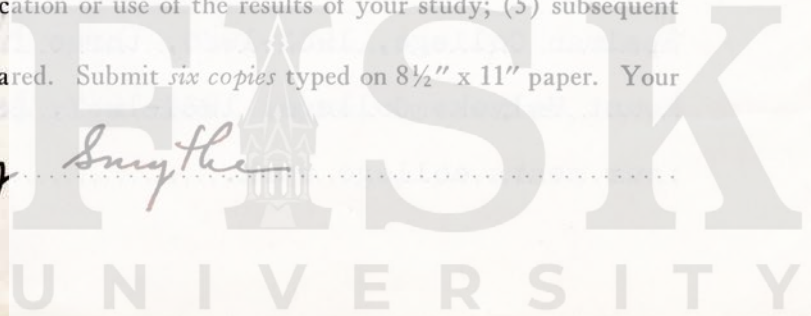 cation or use of the results of your study; (5) subsequent
ared. Submit six copies typed on 8½" x 11" paper. Your
Smythe
FISK
UNIVERSITY